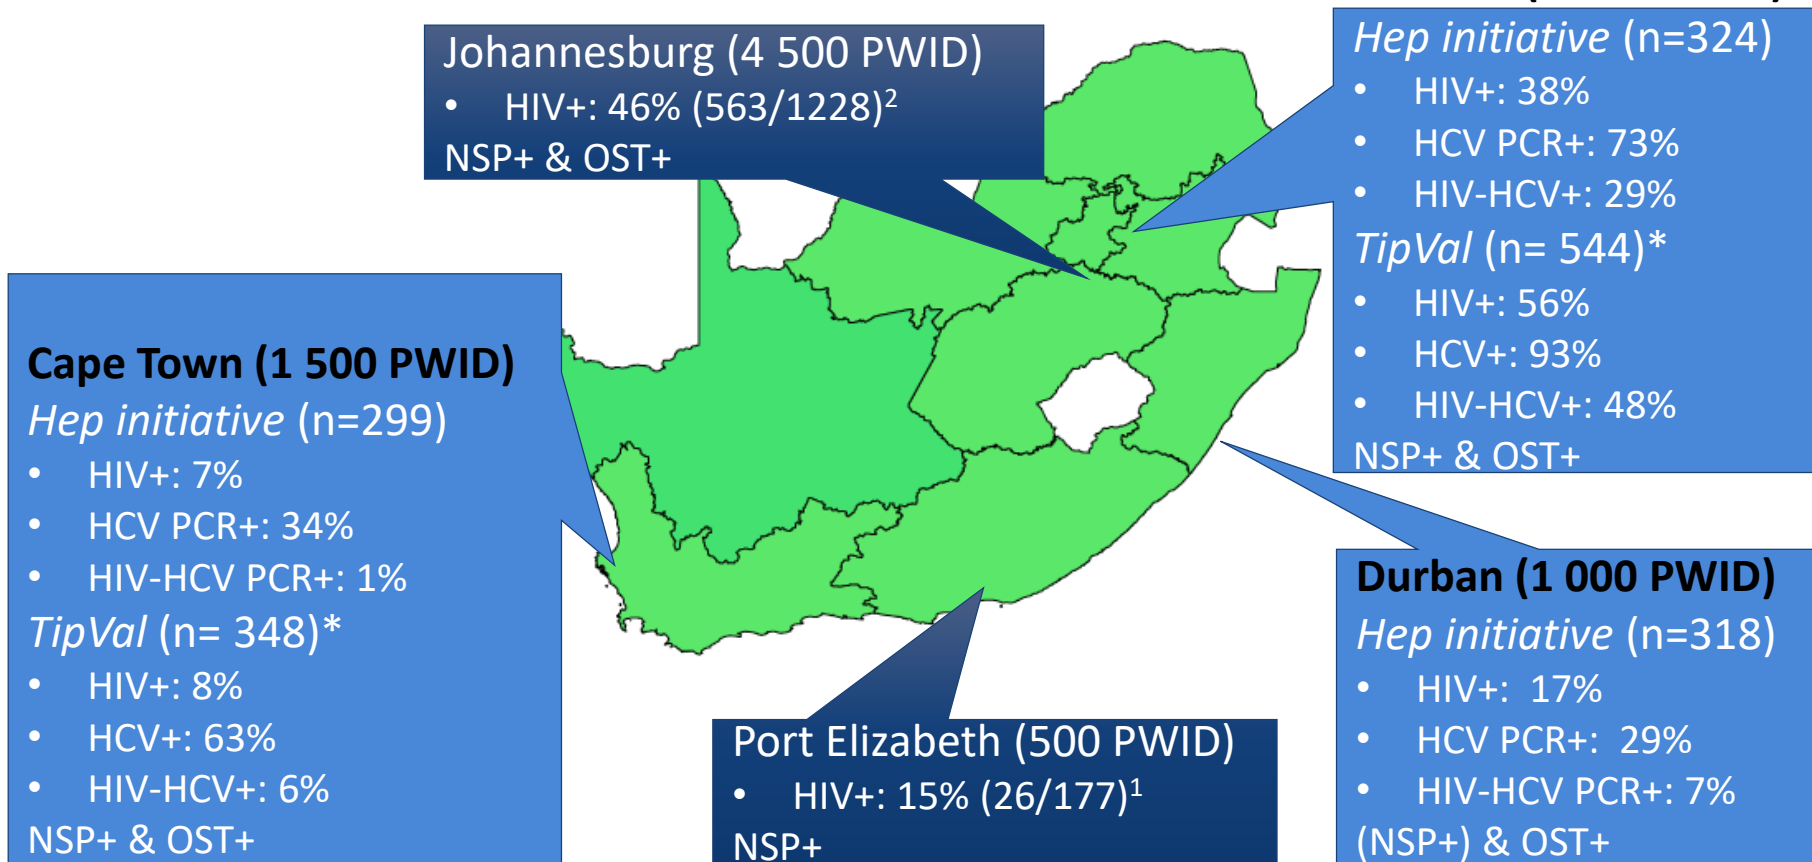 Johannesburg (4 500 PWID)
• HIV+: 46% (563/1228)²
NSP+ & OST+
Hep initiative (n=324)
• HIV+: 38%
• HCV PCR+: 73%
• HIV-HCV+: 29%
TipVal (n= 544)*
• HIV+: 56%
• HCV+: 93%
• HIV-HCV+: 48%
NSP+ & OST+
Cape Town (1 500 PWID)
Hep initiative (n=299)
• HIV+: 7%
• HCV PCR+: 34%
• HIV-HCV PCR+: 1%
TipVal (n= 348)*
• HIV+: 8%
• HCV+: 63%
• HIV-HCV+: 6%
NSP+ & OST+
Port Elizabeth (500 PWID)
• HIV+: 15% (26/177)¹
NSP+
Durban (1 000 PWID)
Hep initiative (n=318)
• HIV+: 17%
• HCV PCR+: 29%
• HIV-HCV PCR+: 7%
(NSP+) & OST+